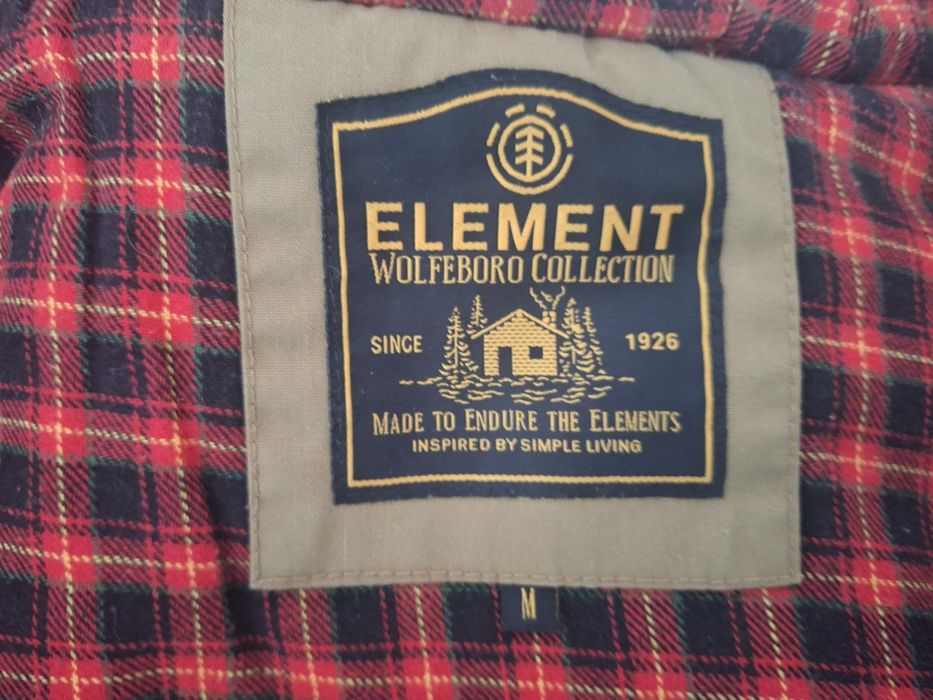 ELEMENT
WOLFEBORO COLLECTION
SINCE 1926
MADE TO ENDURE THE ELEMENTS
INSPIRED BY SIMPLE LIVING
M